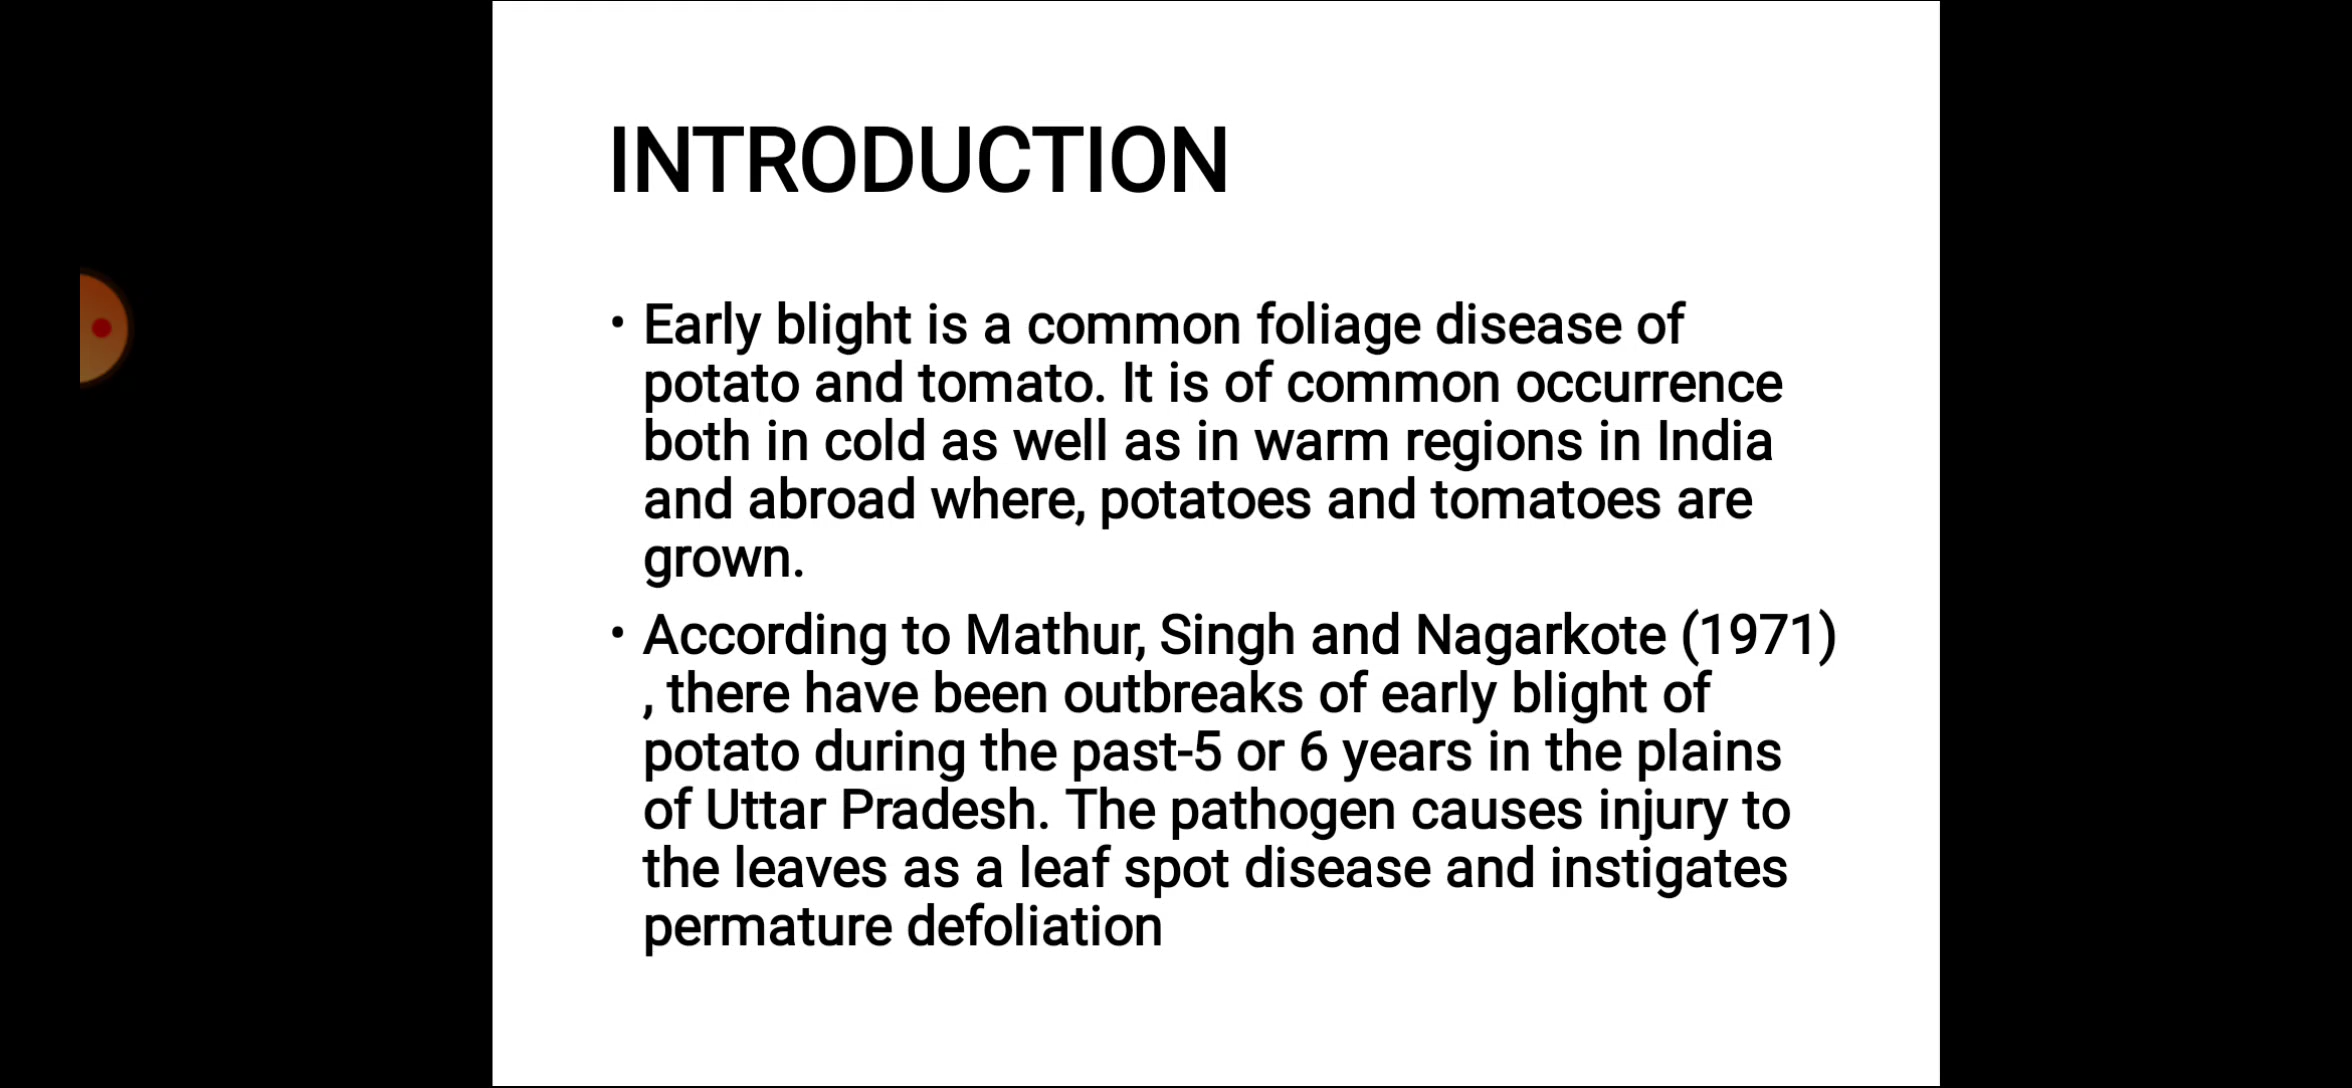 INTRODUCTION
• Early blight is a common foliage disease of
potato and tomato. It is of common occurrence
both in cold as well as in warm regions in India
and abroad where, potatoes and tomatoes are
grown.
• According to Mathur, Singh and Nagarkote (1971)
, there have been outbreaks of early blight of
potato during the past-5 or 6 years in the plains
of Uttar Pradesh. The pathogen causes injury to
the leaves as a leaf spot disease and instigates
permature defoliation